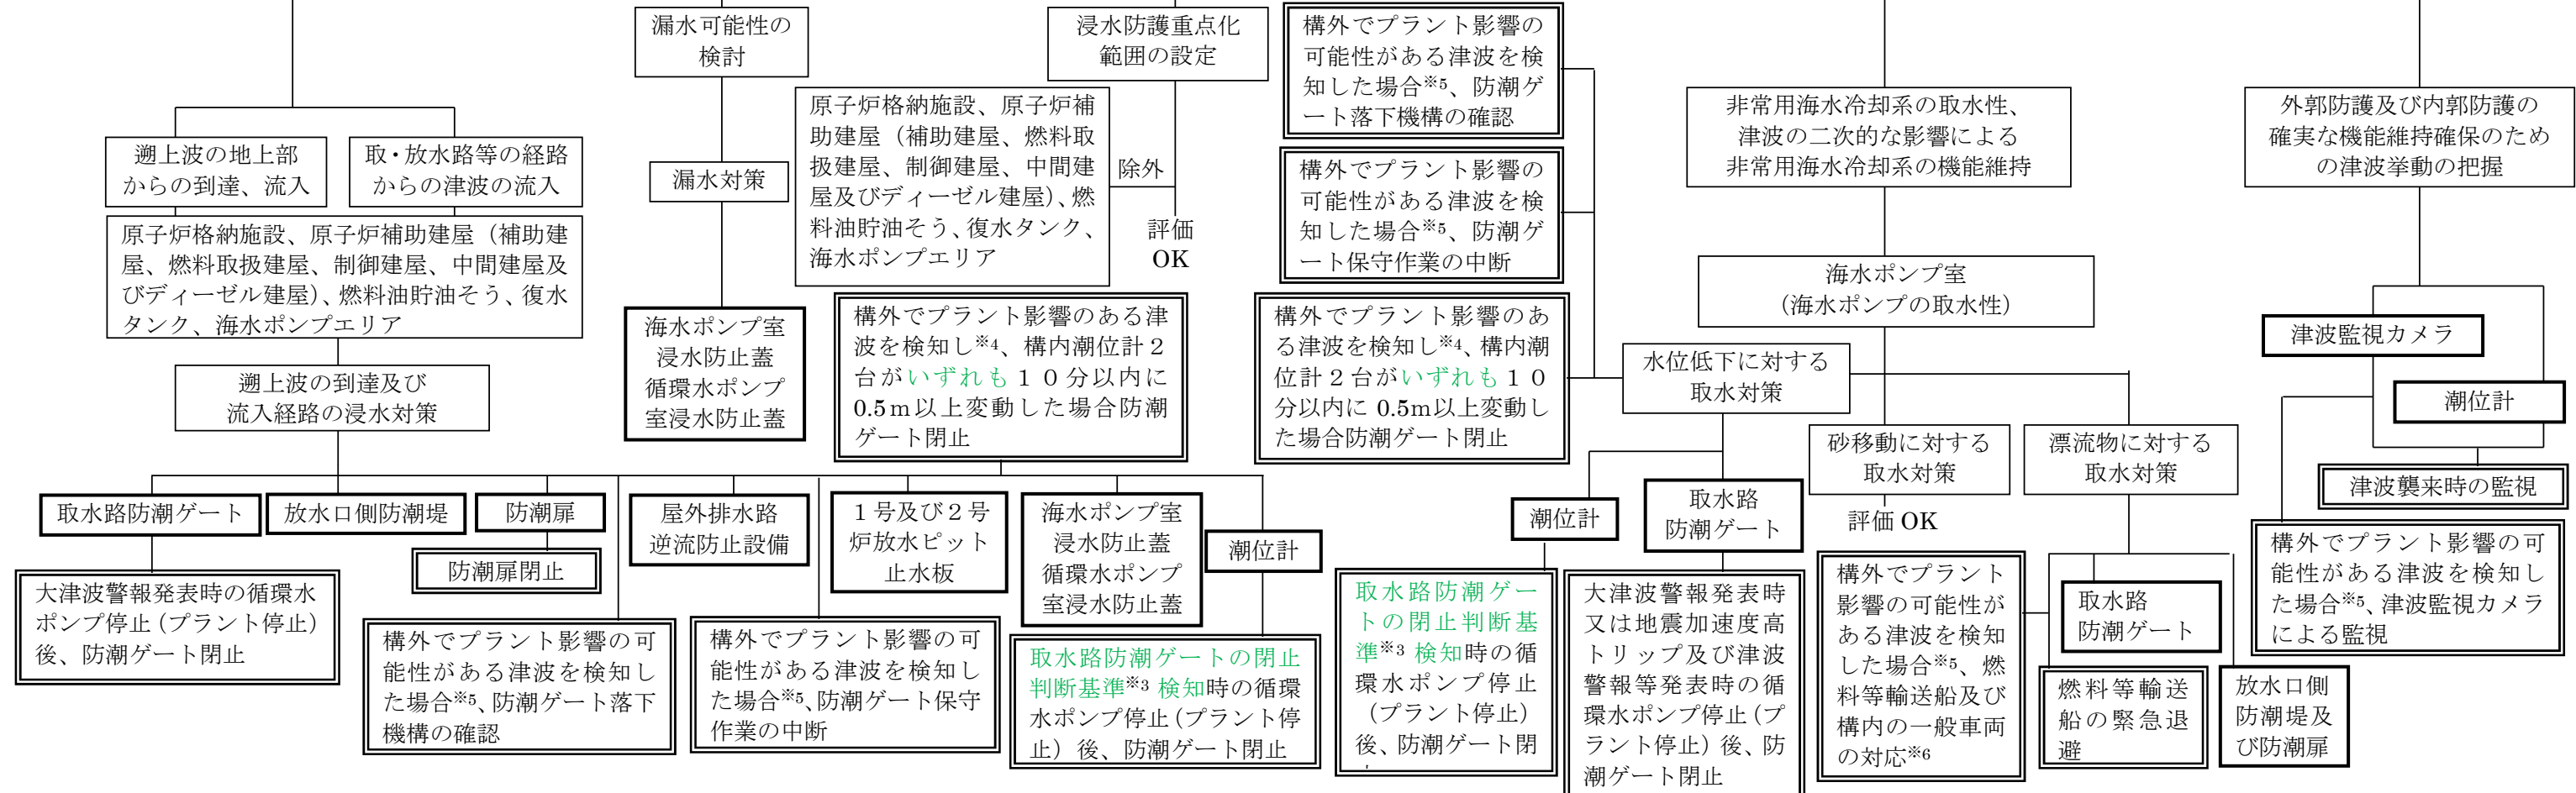 漏水可能性の
検討
浸水防護重点化
範囲の設定
構外でプラント影響の
可能性がある津波を検
知した場合※5、防潮ゲ
ート落下機構の確認
原子炉格納施設、原子炉補
助建屋（補助建屋、燃料取
扱建屋、制御建屋、中間建
屋及びディーゼル建屋）、燃
料油貯油そう、復水タンク、
海水ポンプエリア
除外
評価
OK
非常用海水冷却系の取水性、
津波の二次的な影響による
非常用海水冷却系の機能維持
外郭防護及び内郭防護の
確実な機能維持確保のため
の津波挙動の把握
遡上波の地上部
からの到達、流入
取・放水路等の経路
からの津波の流入
漏水対策
構外でプラント影響の
可能性がある津波を検
知した場合※5、防潮ゲ
ート保守作業の中断
原子炉格納施設、原子炉補助建屋（補助建
屋、燃料取扱建屋、制御建屋、中間建屋及
びディーゼル建屋）、燃料油貯油そう、復水
タンク、海水ポンプエリア
海水ポンプ室
（海水ポンプの取水性）
海水ポンプ室
浸水防止蓋
循環水ポンプ
室浸水防止蓋
構外でプラント影響のある津
波を検知し※4、構内潮位計２
台がいずれも１０分以内に
0.5ｍ以上変動した場合防潮
ゲート閉止
構外でプラント影響のあ
る津波を検知し※4、構内潮
位計２台がいずれも１０
分以内に 0.5ｍ以上変動し
た場合防潮ゲート閉止
水位低下に対する
取水対策
津波監視カメラ
潮位計
遡上波の到達及び
流入経路の浸水対策
砂移動に対する
取水対策
漂流物に対する
取水対策
津波襲来時の監視
評価 OK
取水路防潮ゲート
放水口側防潮堤
防潮扉
屋外排水路
逆流防止設備
１号及び２号
炉放水ピット
止水板
海水ポンプ室
浸水防止蓋
循環水ポンプ
室浸水防止蓋
潮位計
潮位計
取水路
防潮ゲート
構外でプラント影響の可
能性がある津波を検知し
た場合※5、津波監視カメラ
による監視
防潮扉閉止
大津波警報発表時の循環水
ポンプ停止（プラント停止）
後、防潮ゲート閉止
構外でプラント影響の可
能性がある津波を検知し
た場合※5、防潮ゲート落下
機構の確認
構外でプラント影響の可
能性がある津波を検知し
た場合※5、防潮ゲート保守
作業の中断
取水路防潮ゲートの閉止
判断基準※3 検知時の循環
水ポンプ停止（プラント停
止）後、防潮ゲート閉止
取水路防潮ゲー
トの閉止判断基
準※3 検知時の循
環水ポンプ停止
（プラント停止）
後、防潮ゲート閉
大津波警報発表時
又は地震加速度高
トリップ及び津波
警報等発表時の循
環水ポンプ停止（プ
ラント停止）後、防
潮ゲート閉止
構外でプラント
影響の可能性が
ある津波を検知
した場合※5、燃
料等輸送船及び
構内の一般車両
の対応※6
取水路
防潮ゲート
燃料等輸送
船の緊急退
避
放水口側
防潮堤及
び防潮扉